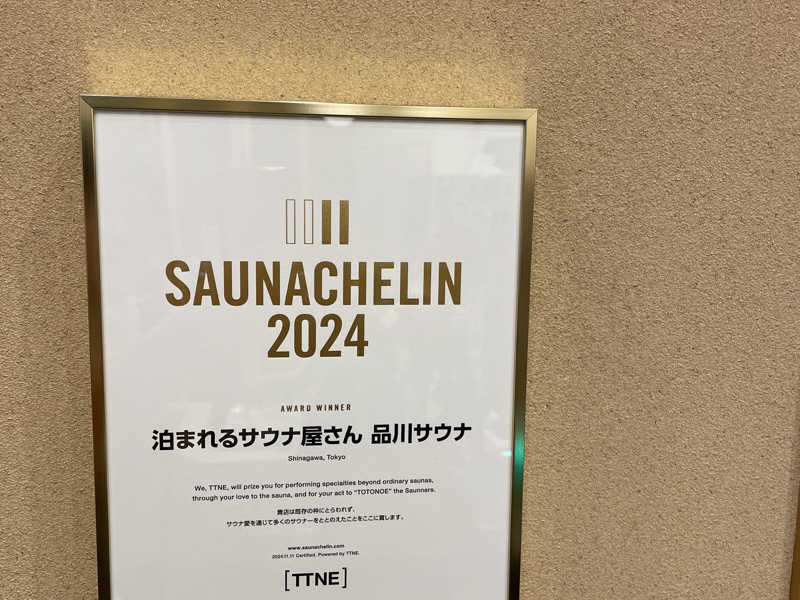 SAUNACHELIN
2024
AWARD WINNER
泊まれるサウナ屋さん 品川サウナ
Shinagawa, Tokyo
We, TTNE, will prize you for performing specialties beyond ordinary saunas,
through your love to the sauna, and for your act to "TOTONOE" the Saunners.
貴店は既存の枠にとらわれず、
サウナ愛を通じて多くのサウナーをととのえたことをここに賞します。
www.saunachelin.com
2024.11.11 Certified. Powered by TTNE.
[TTNE]